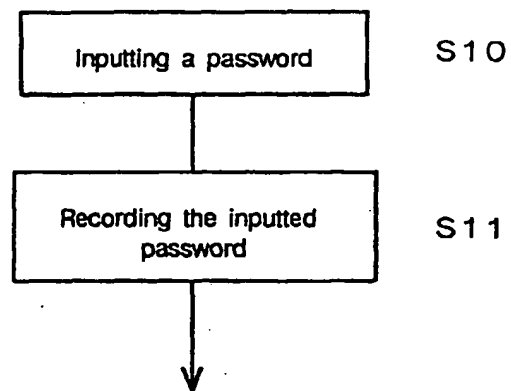 Inputting a password
S10
Recording the inputted
password
S11